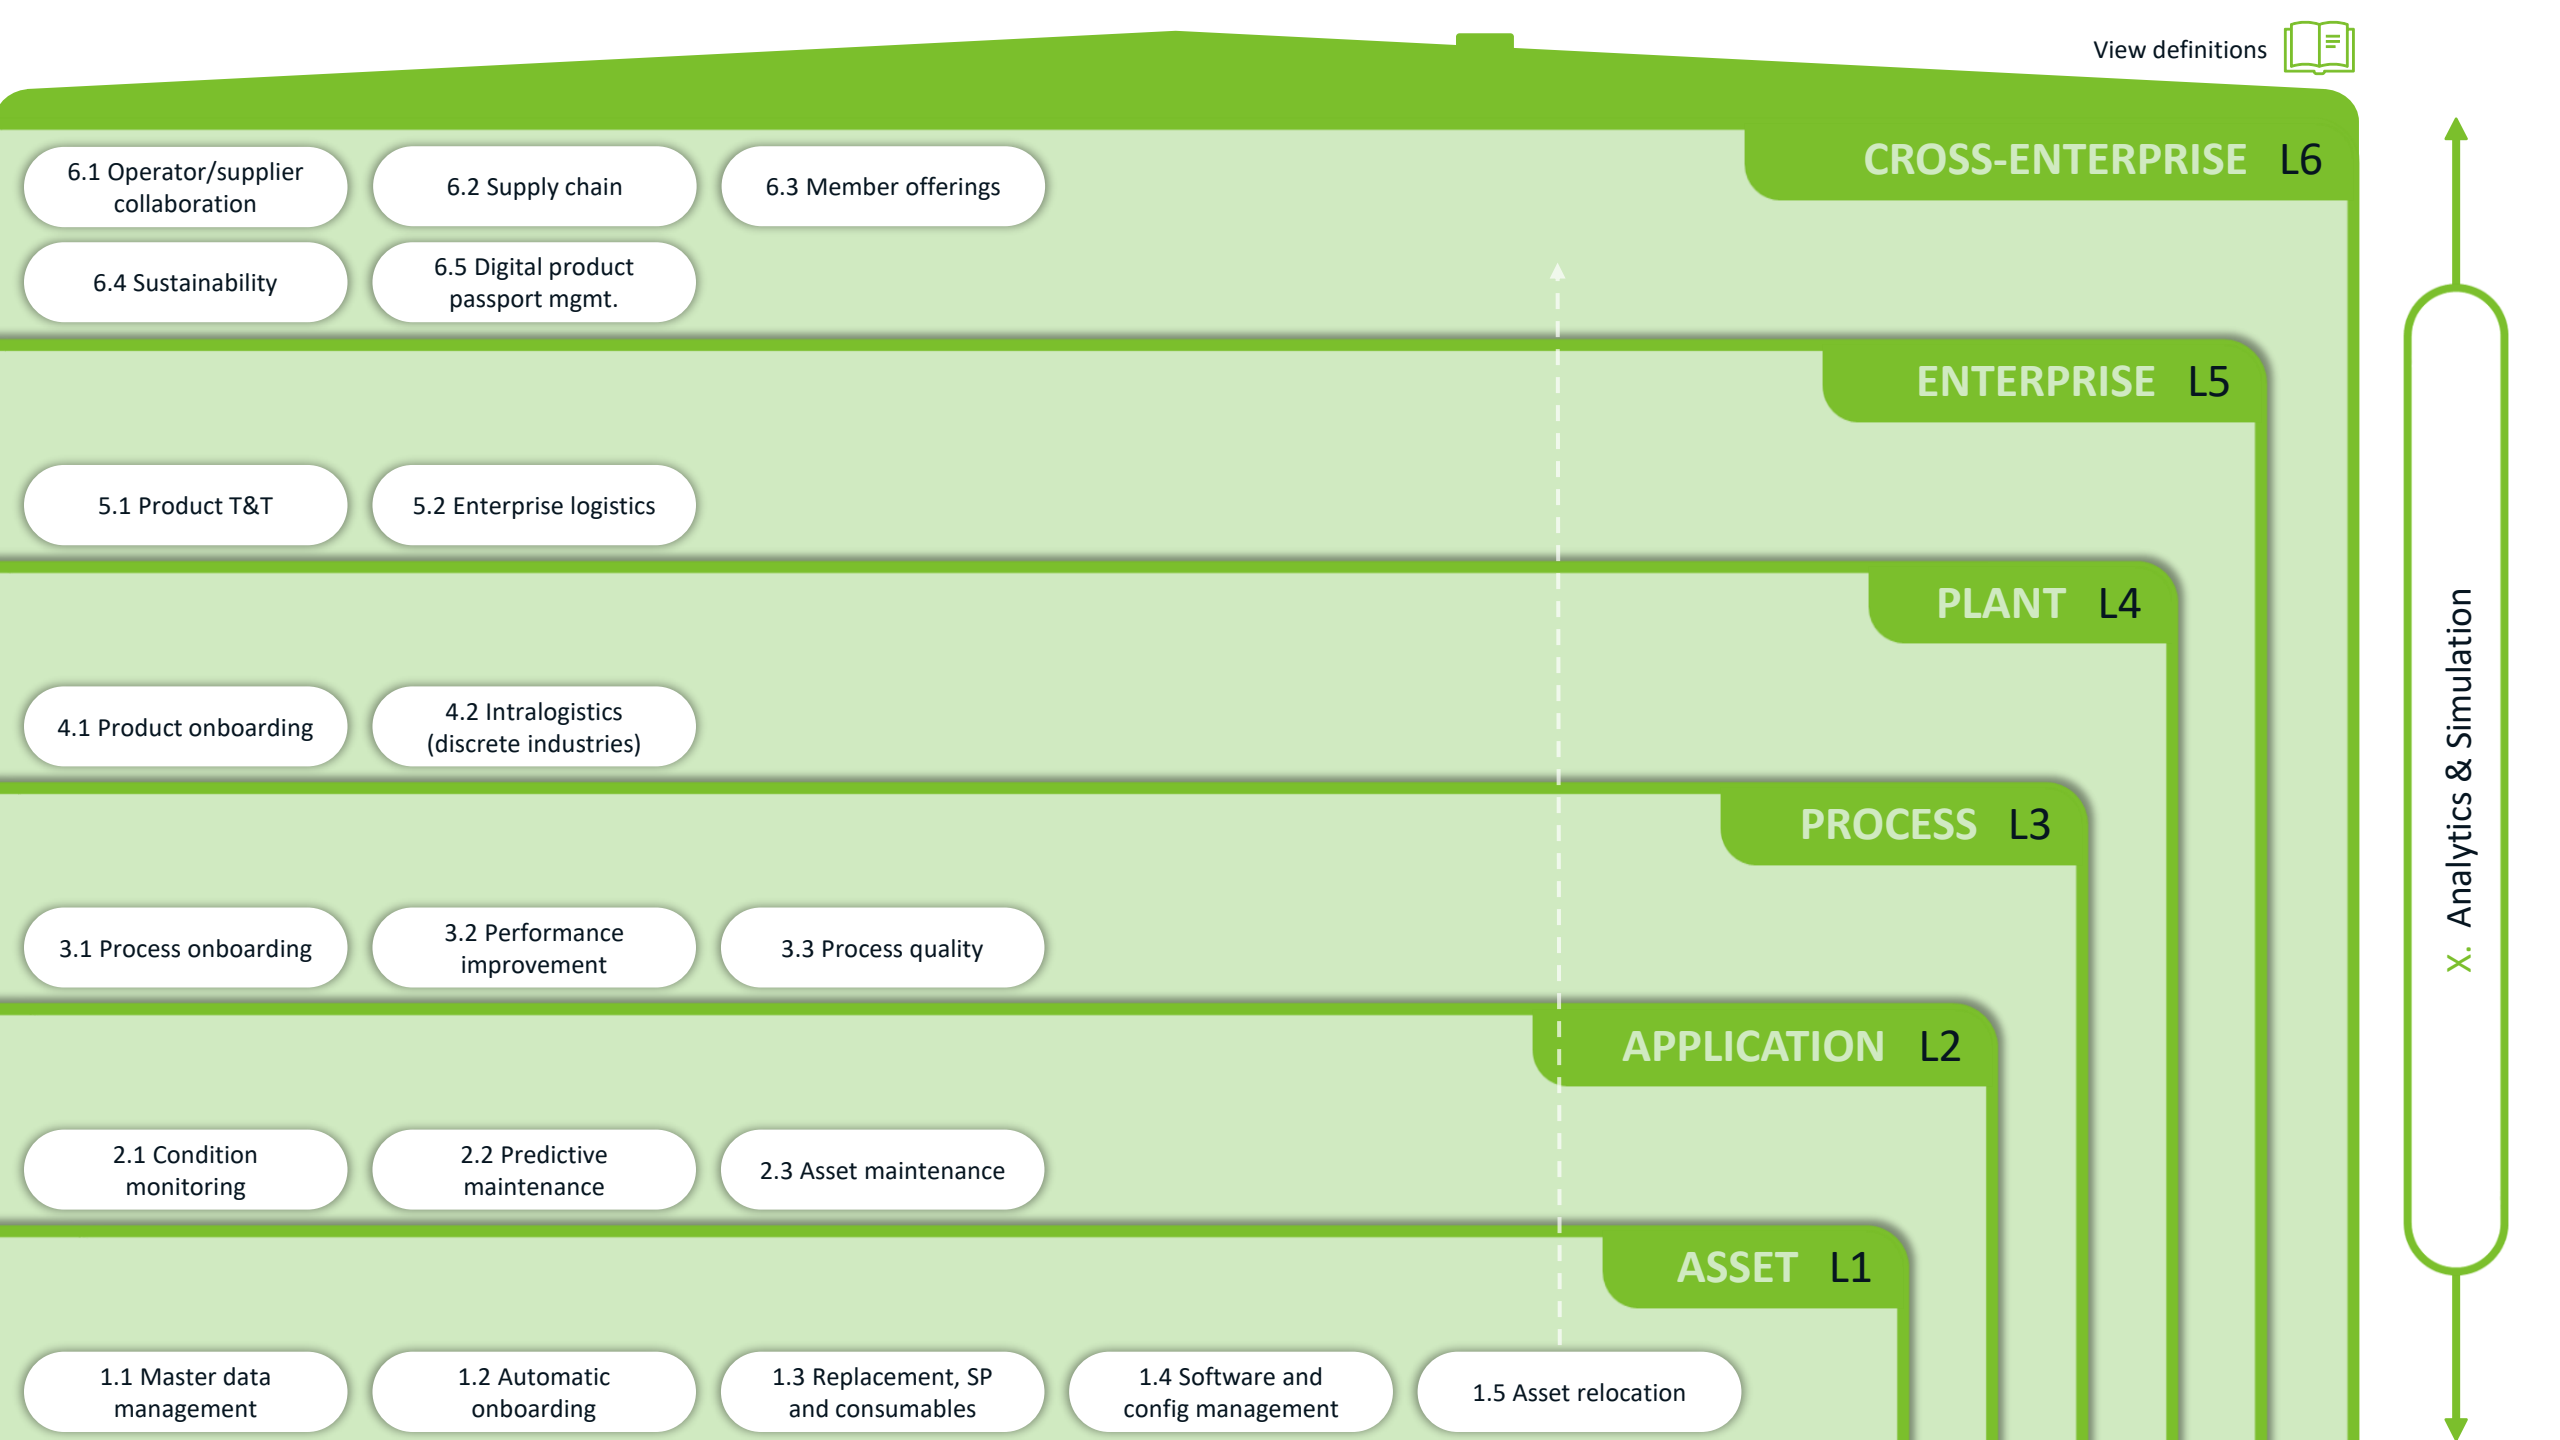 View definitions
CROSS-ENTERPRISE L6
6.1 Operator/supplier
collaboration
6.2 Supply chain
6.3 Member offerings
6.4 Sustainability
6.5 Digital product
passport mgmt.
ENTERPRISE L5
5.1 Product T&T
5.2 Enterprise logistics
PLANT L4
4.1 Product onboarding
4.2 Intralogistics
(discrete industries)
PROCESS L3
3.1 Process onboarding
3.2 Performance
improvement
3.3 Process quality
APPLICATION L2
2.1 Condition
monitoring
2.2 Predictive
maintenance
2.3 Asset maintenance
ASSET L1
1.1 Master data
management
1.2 Automatic
onboarding
1.3 Replacement, SP
and consumables
1.4 Software and
config management
1.5 Asset relocation
X. Analytics & Simulation